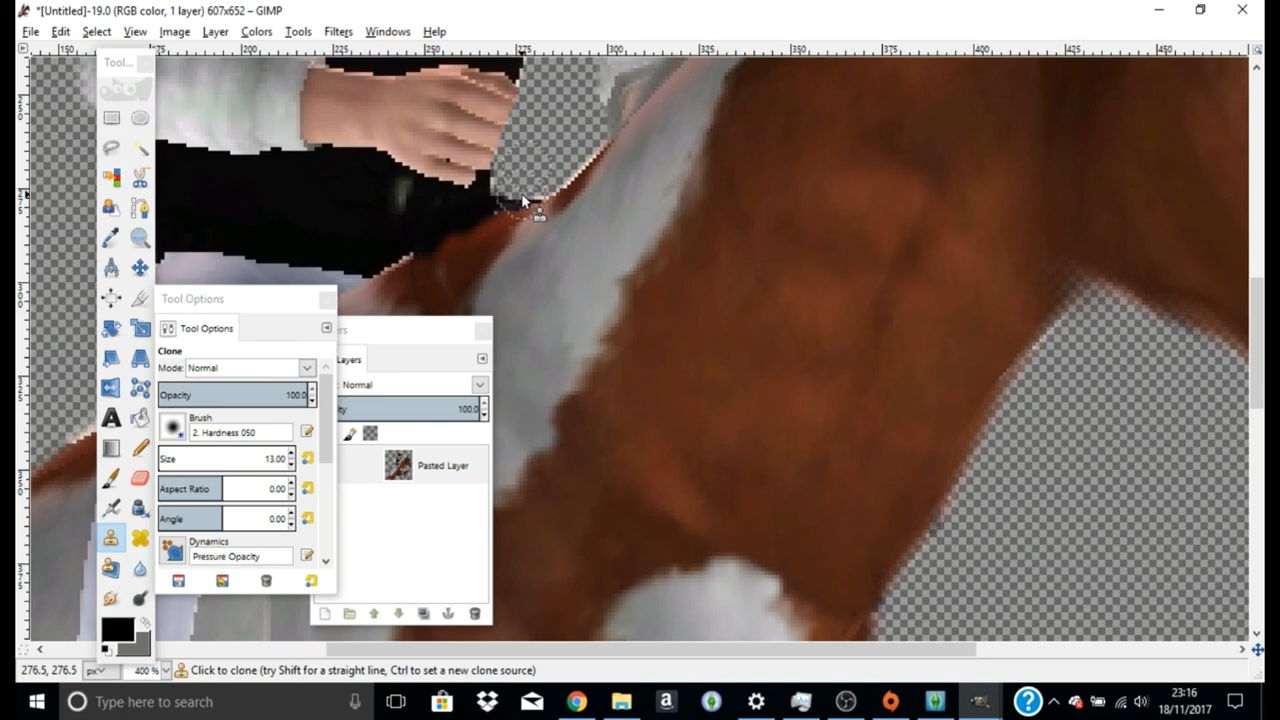 *[Untitled]-19.0 (RGB color, 1 layer) 607x652 – GIMP
File Edit Select View Image Layer Colors Tools Filters Windows Help
150 175 225 250 275 300 325 350 375 400 425 450
Tool...
Tool Options
Tool Options
Clone
Mode: Normal
Opacity 100.0
Brush
2. Hardness 050
Size 13.00
Aspect Ratio 0.00
Angle 0.00
Dynamics
Pressure Opacity
ers
ayers
: Normal
ity 100.0
Pasted Layer
276.5, 276.5 px 400 % Click to clone (try Shift for a straight line, Ctrl to set a new clone source)
Type here to search
23:16
18/11/2017